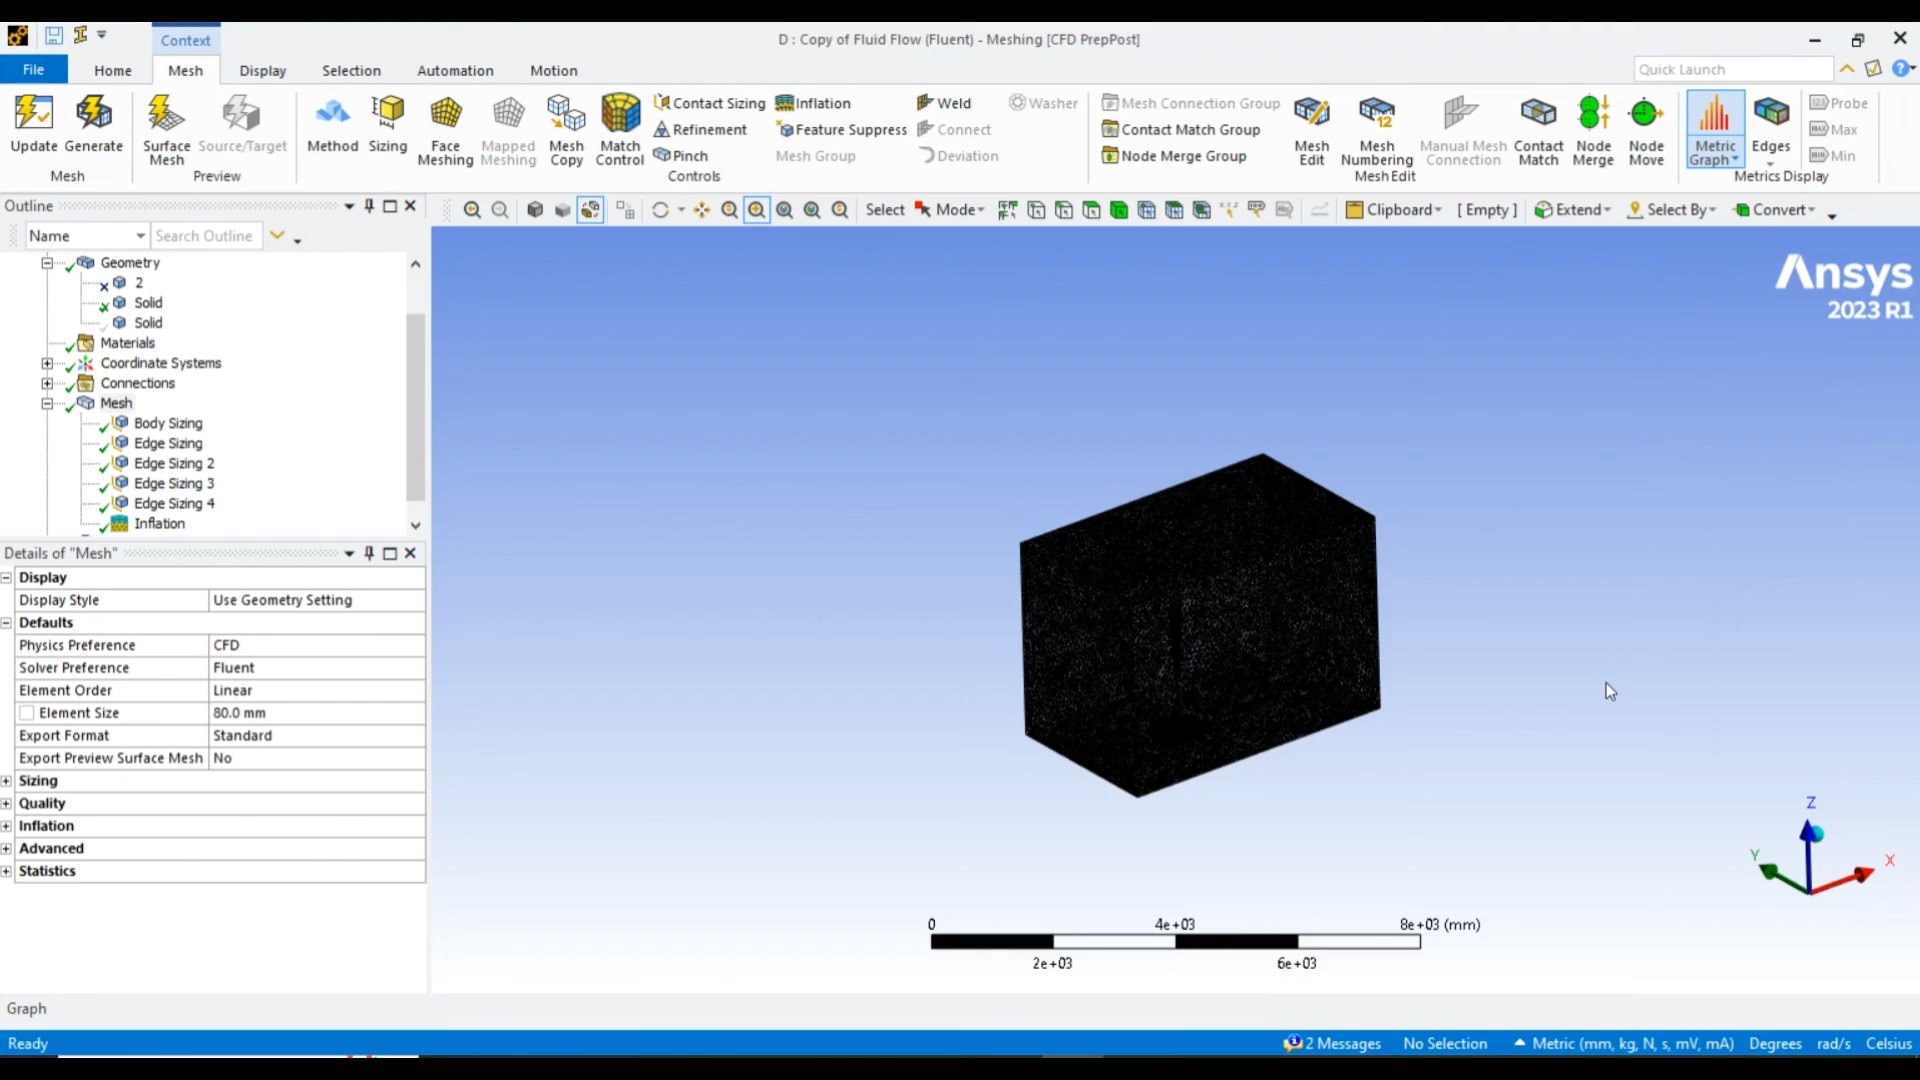 Context
D : Copy of Fluid Flow (Fluent) - Meshing [CFD PrepPost]
File Home Mesh Display Selection Automation Motion
Quick Launch
Update Generate
Mesh
Surface Mesh Source/Target
Preview
Method Sizing Face Meshing Mapped Meshing Mesh Copy Match Control
Contact Sizing Inflation Weld Washer
Refinement Feature Suppress Connect
Pinch Mesh Group Deviation
Controls
Mesh Connection Group
Contact Match Group
Node Merge Group
Mesh Edit Mesh Numbering Manual Mesh Connection Contact Match Node Merge Node Move
Mesh Edit
Metric Graph Edges
Probe
Max
Min
Metrics Display
Outline
Select Mode Clipboard [ Empty ] Extend Select By Convert
Name Search Outline
Geometry
2
Solid
Solid
Materials
Coordinate Systems
Connections
Mesh
Body Sizing
Edge Sizing
Edge Sizing 2
Edge Sizing 3
Edge Sizing 4
Inflation
Details of "Mesh"
Display
Display Style Use Geometry Setting
Defaults
Physics Preference CFD
Solver Preference Fluent
Element Order Linear
Element Size 80.0 mm
Export Format Standard
Export Preview Surface Mesh No
Sizing
Quality
Inflation
Advanced
Statistics
Ansys
2023 R1
Z
Y
X
0 4e+03 8e+03 (mm)
2e+03 6e+03
Graph
Ready 2 Messages No Selection Metric (mm, kg, N, s, mV, mA) Degrees rad/s Celsius